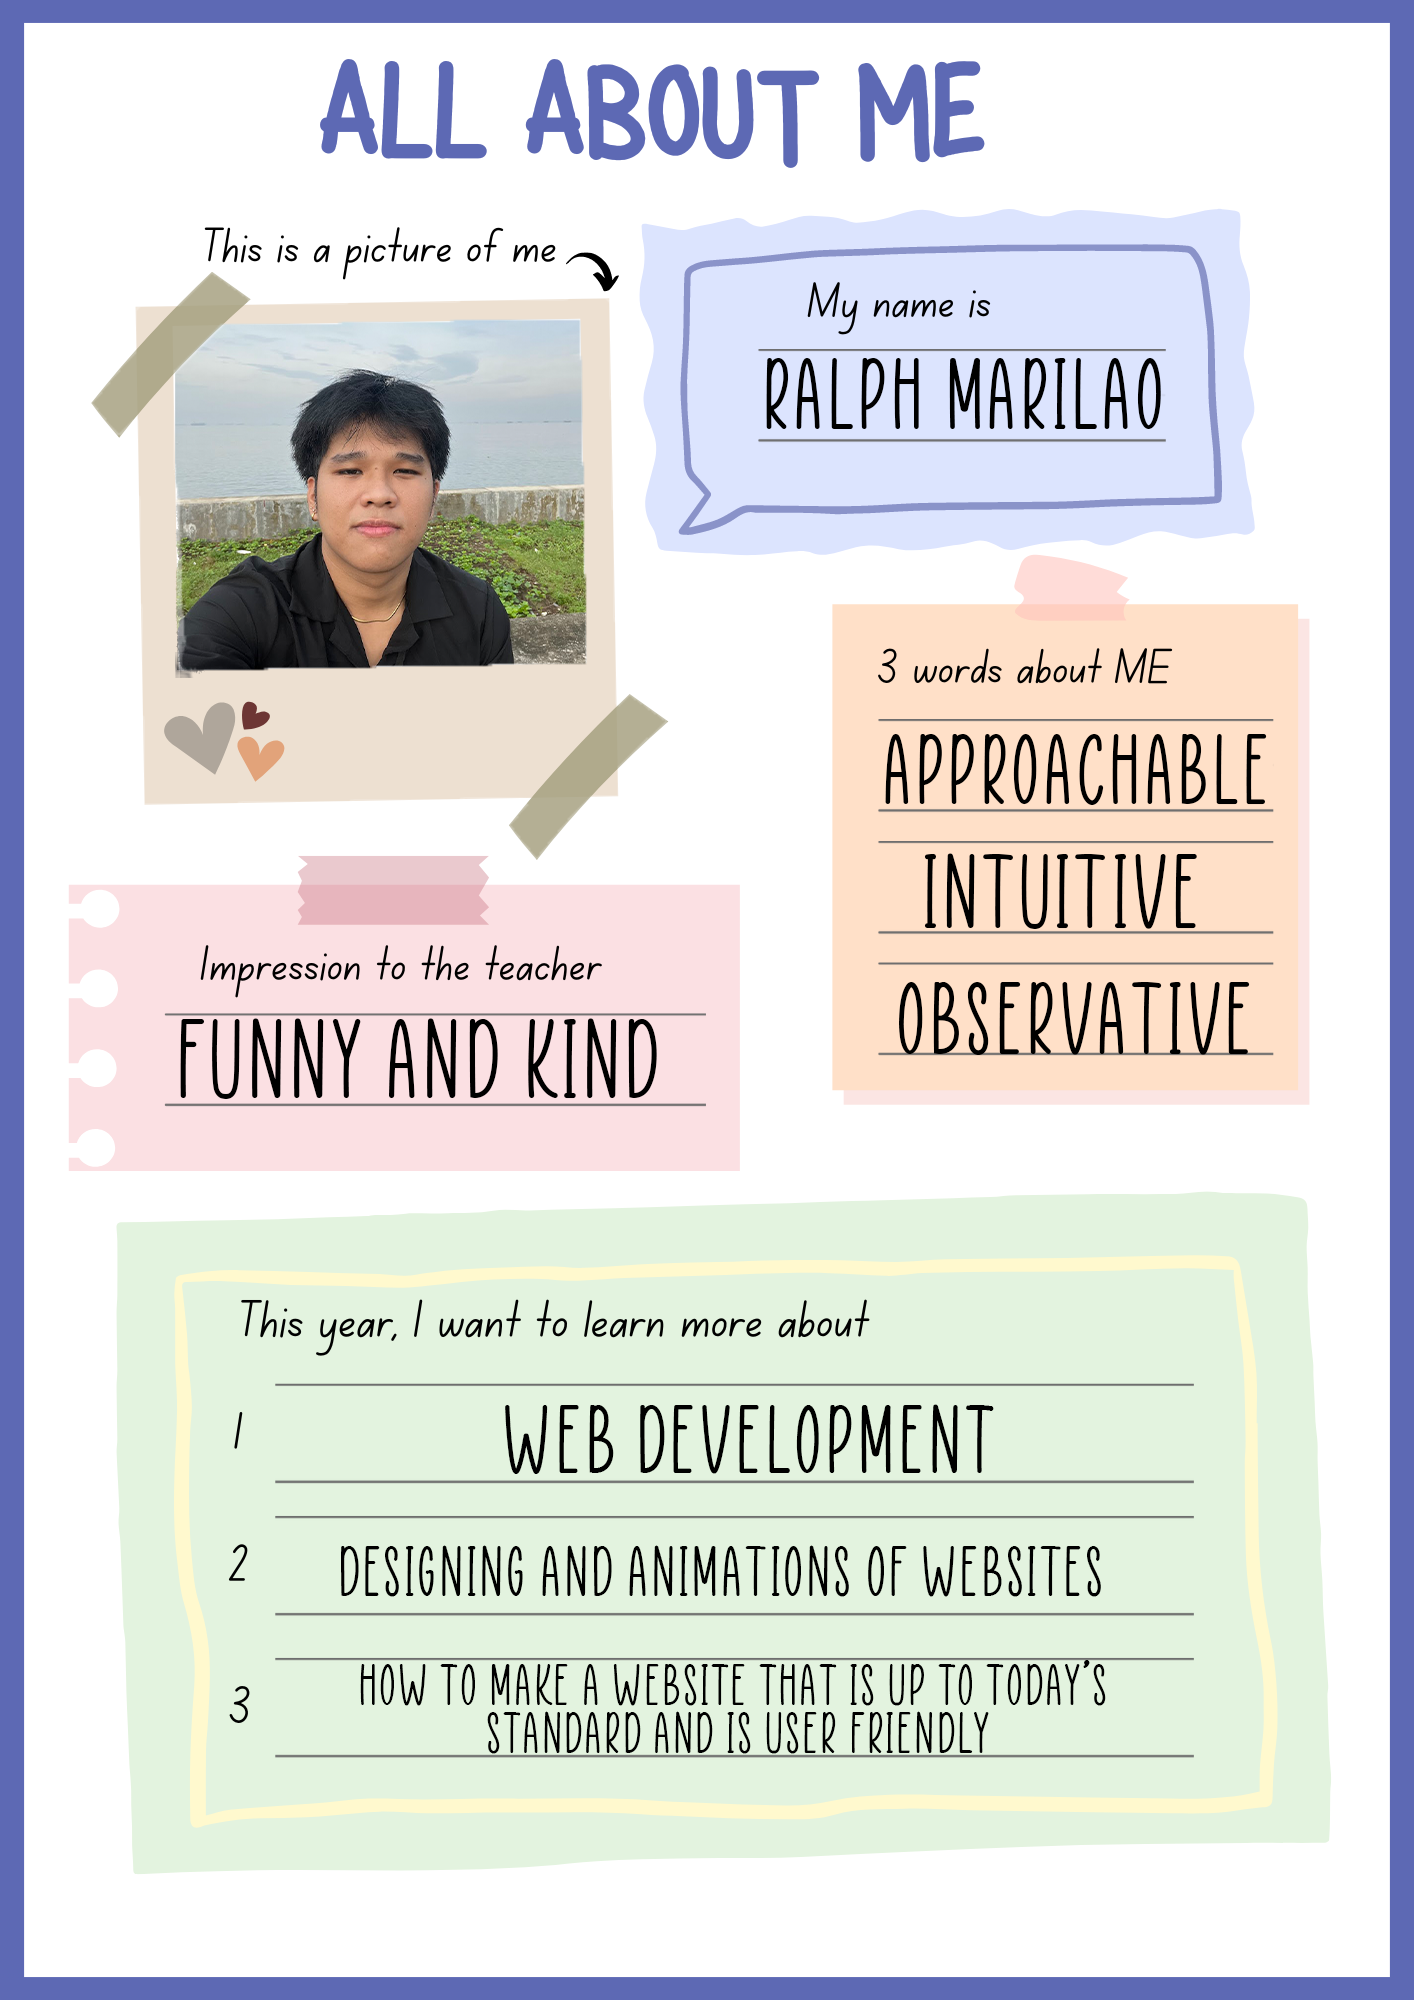 ALL ABOUT ME
This is a picture of me
My name is
RALPH MARILAO
3 words about ME
APPROACHABLE
INTUITIVE
OBSERVATIVE
Impression to the teacher
FUNNY AND KIND
This year, I want to learn more about
1 WEB DEVELOPMENT
2 DESIGNING AND ANIMATIONS OF WEBSITES
3 HOW TO MAKE A WEBSITE THAT IS UP TO TODAY'S
STANDARD AND IS USER FRIENDLY